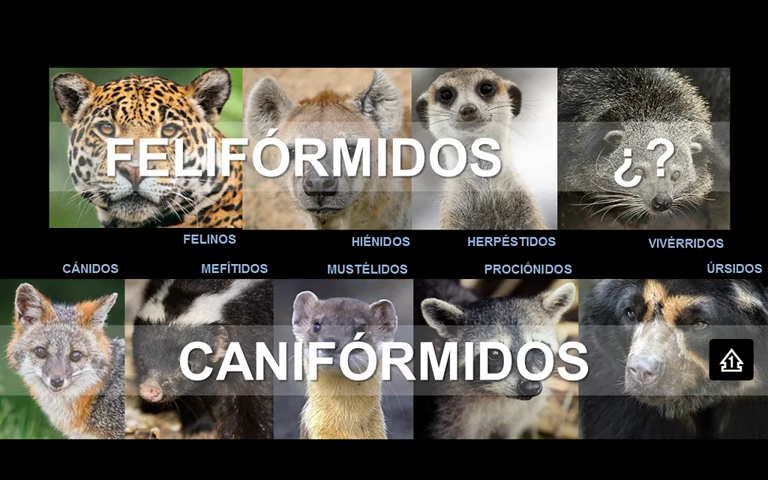 FELIFÓRMIDOS ¿?
FELINOS HIÉNIDOS HERPÉSTIDOS VIVÉRRIDOS
CÁNIDOS MEFÍTIDOS MUSTÉLIDOS PROCIÓNIDOS ÚRSIDOS
CANIFÓRMIDOS